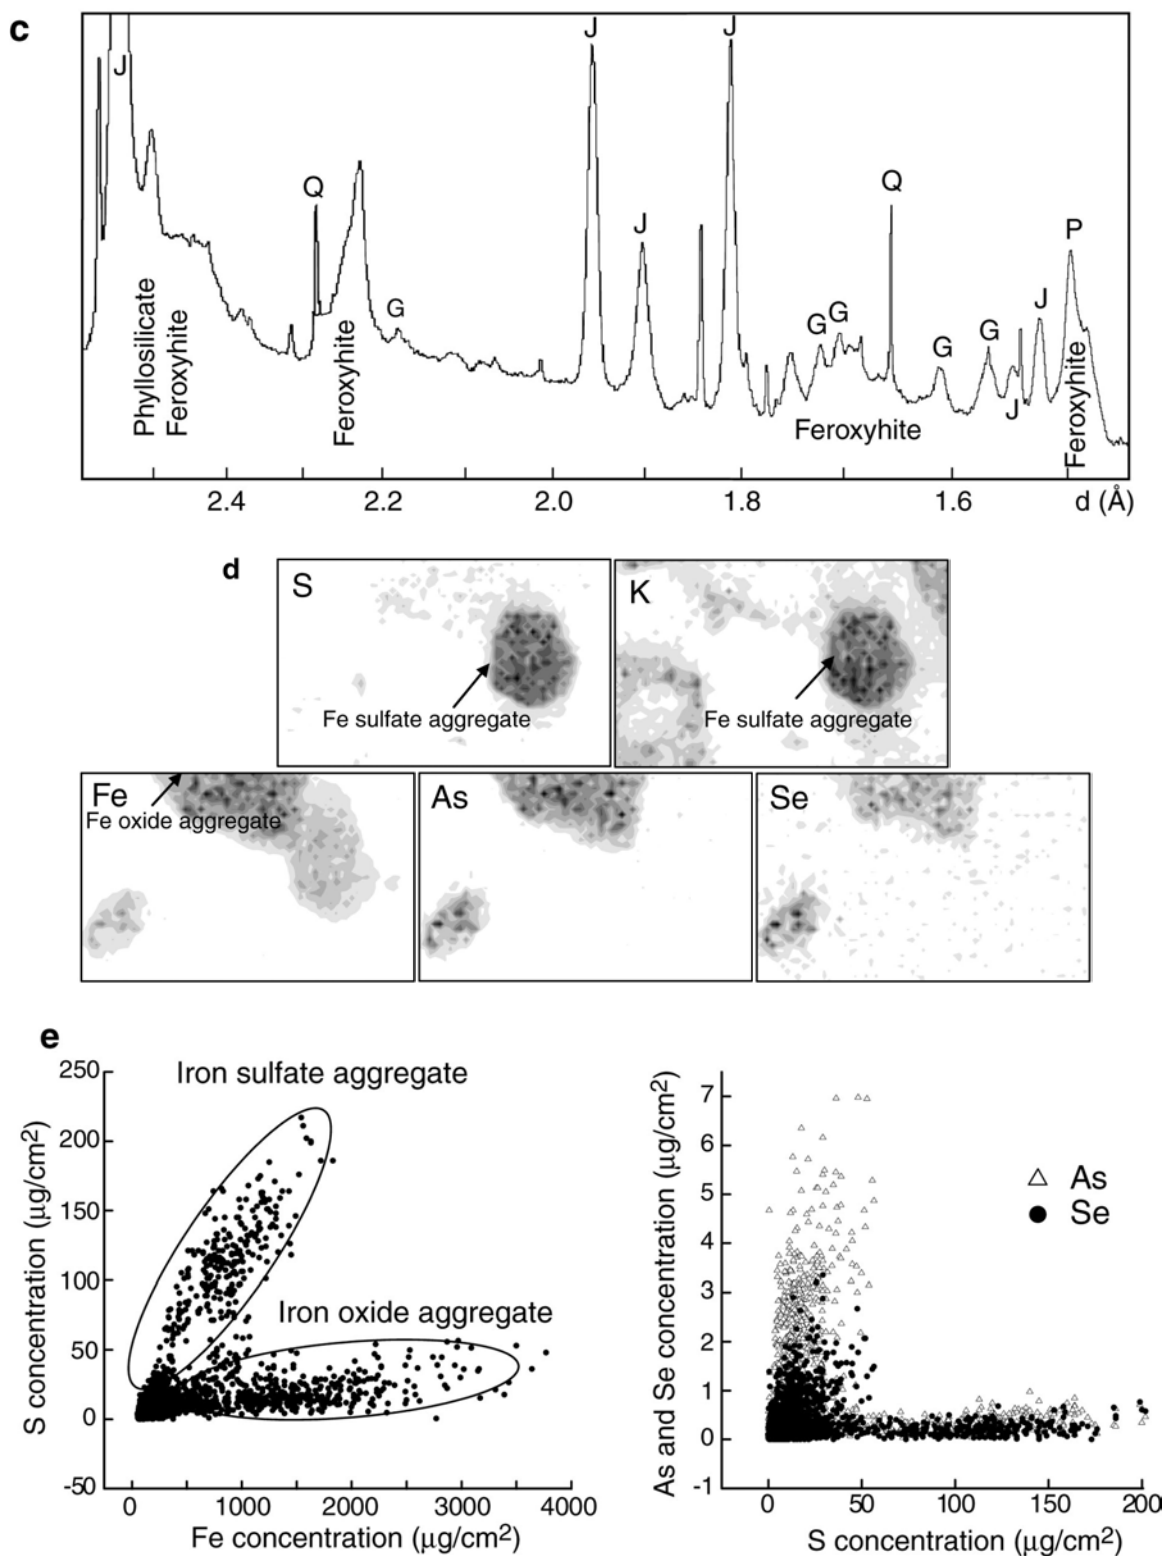 c
J
J
J
J
J
J
Q
Q
G
G
G
G
G
P
Phyllosilicate
Feroxyhite
Feroxyhite
Feroxyhite
Feroxyhite
2.4
2.2
2.0
1.8
1.6
d (Å)
d
S
Fe sulfate aggregate
K
Fe sulfate aggregate
Fe
Fe oxide aggregate
As
Se
e
Iron sulfate aggregate
Iron oxide aggregate
S concentration (µg/cm2)
250
200
150
100
50
0
-50
0
1000
2000
3000
4000
Fe concentration (µg/cm2)
As and Se concentration (µg/cm2)
7
6
5
4
3
2
1
0
-1
As
Se
0
50
100
150
200
S concentration (µg/cm2)